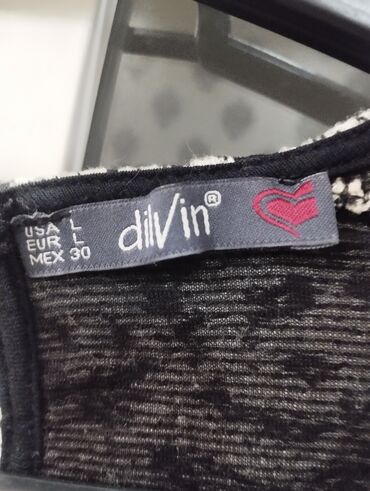 USA L
EUR L
MEX 30
dilvin®